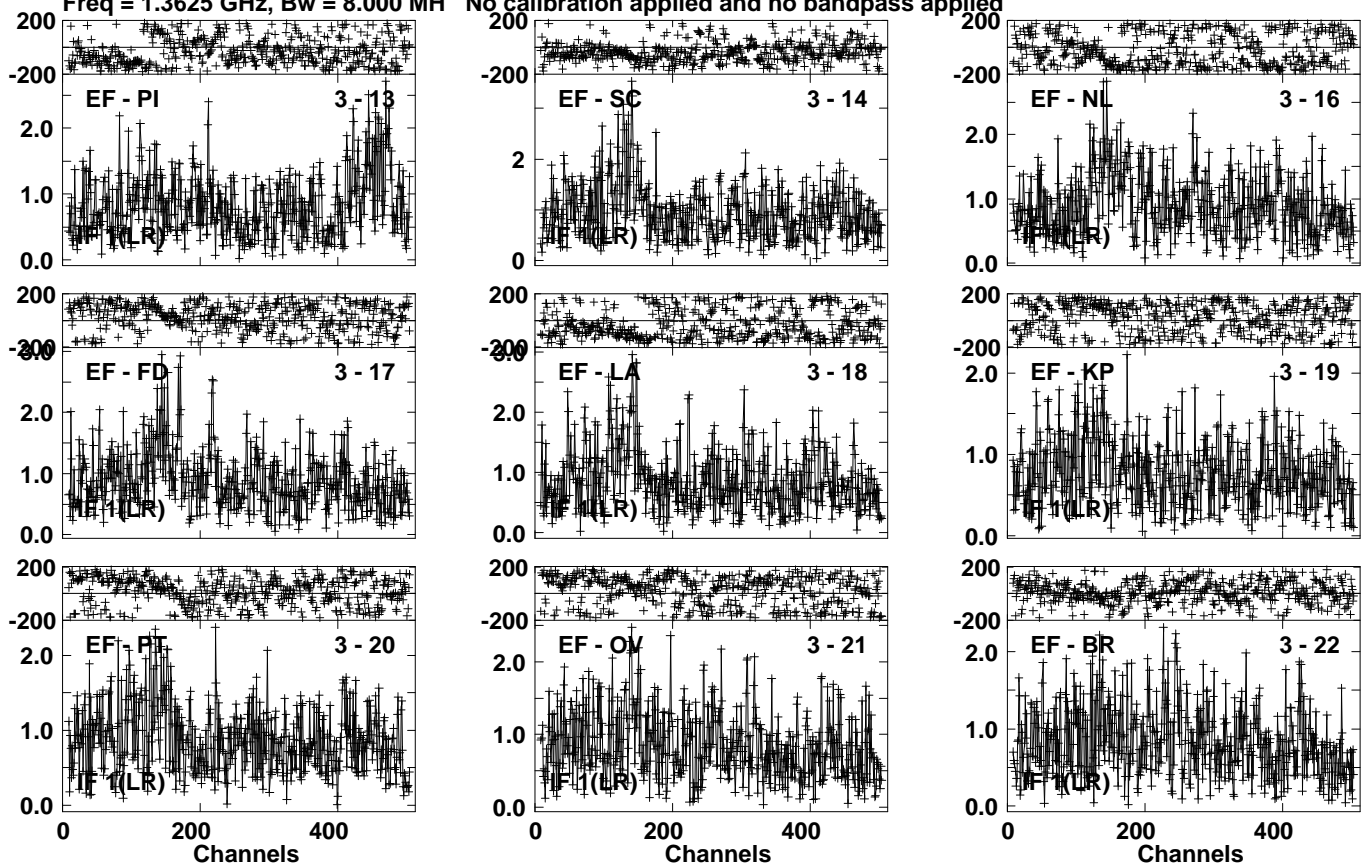 Freq = 1.3625 GHz, Bw = 8.000 MH No calibration applied and no bandpass applied
200 200 200
-200 -200 -200
EF - PI 3 - 13 EF - SC 3 - 14 EF - NL 3 - 16
2.0 2 2.0
1.0 1.0
IF 1(LR) IF 1(LR) IF 1(LR)
0.0 0 0.0
200 200 200
-200 -200 -200
3.0 3.0
EF - FD 3 - 17 EF - LA 3 - 18 EF - KP 3 - 19
2.0 2.0 2.0
1.0 1.0 1.0
IF 1(LR) IF 1(LR) IF 1(LR)
0.0 0.0 0.0
200 200 200
-200 -200 -200
EF - PT 3 - 20 EF - OV 3 - 21 EF - BR 3 - 22
2.0 2.0 2.0
1.0 1.0 1.0
IF 1(LR) IF 1(LR) IF 1(LR)
0.0 0.0 0.0
0 200 400 0 200 400 0 200 400
Channels Channels Channels